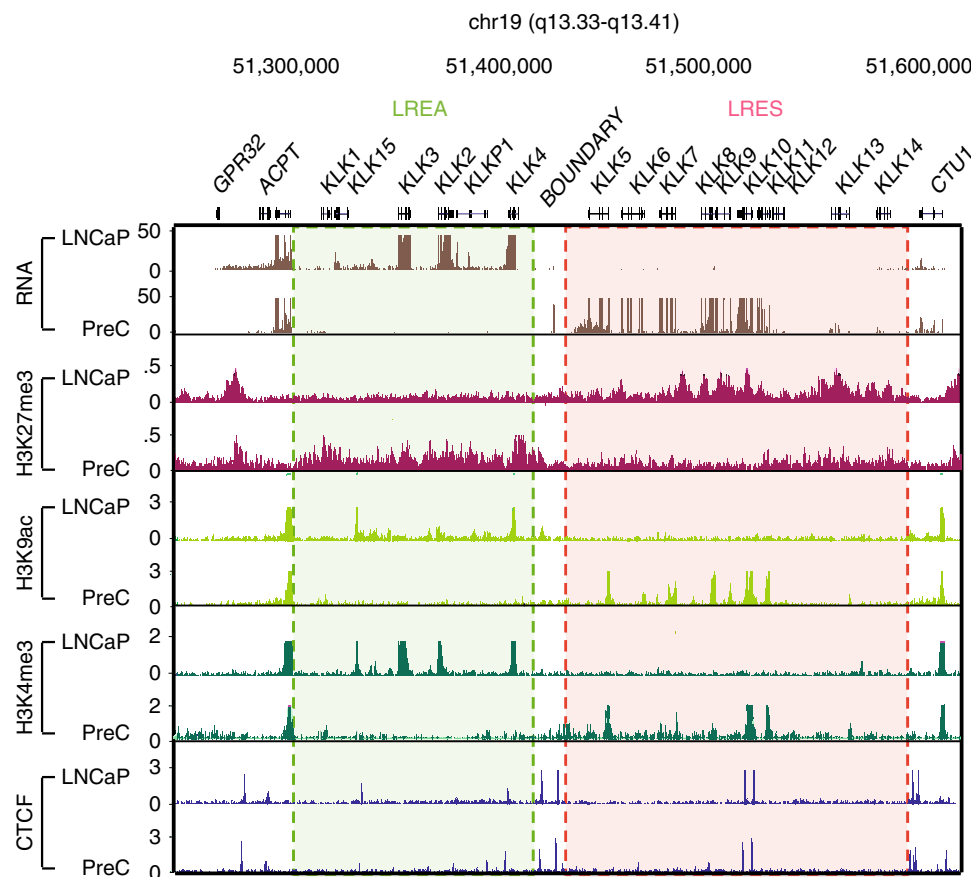 chr19 (q13.33-q13.41)
51,300,000 51,400,000 51,500,000 51,600,000
LREA LRES
GPR32 ACPT KLK1 KLK15 KLK3 KLK2 KLKP1 KLK4 BOUNDARY KLK5 KLK6 KLK7 KLK8 KLK9 KLK10 KLK11 KLK12 KLK13 KLK14 CTU1
RNA
LNCaP 50
0
50
PreC 0
H3K27me3
LNCaP .5
0
.5
PreC 0
H3K9ac
LNCaP 3
0
3
PreC 0
H3K4me3
LNCaP 2
0
2
PreC 0
CTCF
LNCaP 3
0
3
PreC 0